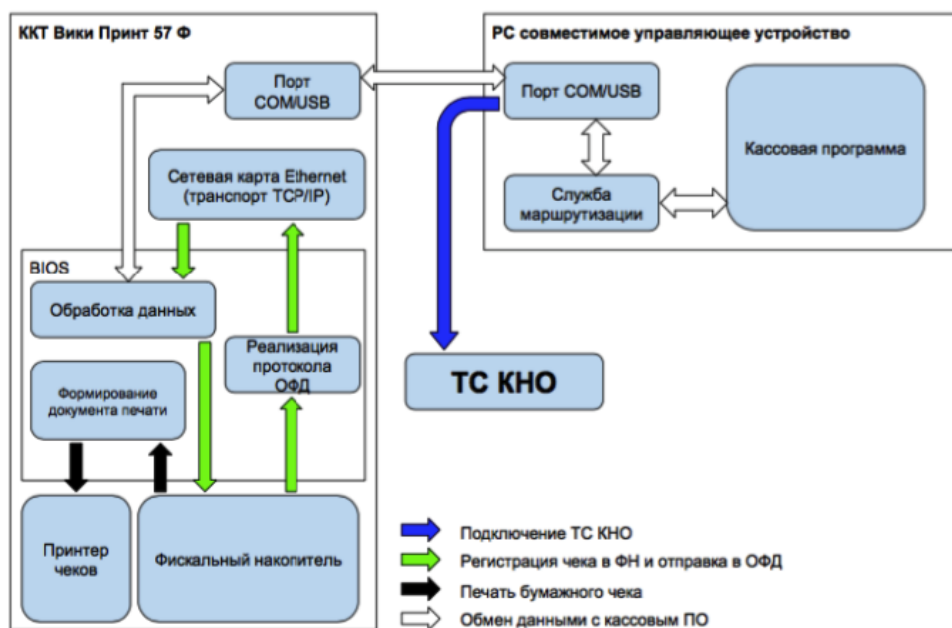 ККТ Вики Принт 57 Ф
Порт
COM/USB
Сетевая карта Ethernet
(транспорт TCP/IP)
BIOS
Обработка данных
Реализация
протокола
ОФД
Формирование
документа печати
Принтер
чеков
Фискальный накопитель
РС совместимое управляющее устройство
Порт COM/USB
Служба
маршрутизации
Кассовая программа
ТС КНО
Подключение ТС КНО
Регистрация чека в ФН и отправка в ОФД
Печать бумажного чека
Обмен данными с кассовым ПО